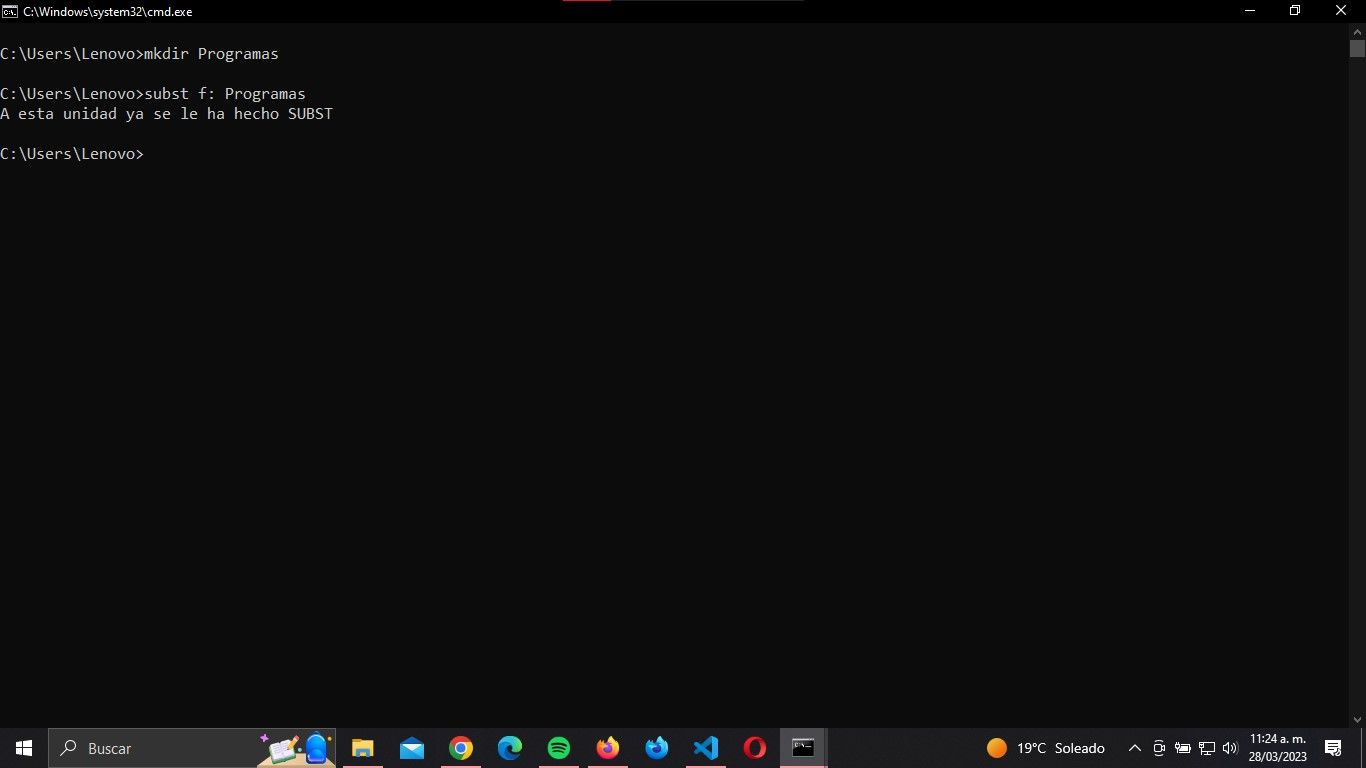 C:\Windows\system32\cmd.exe
C:\Users\Lenovo>mkdir Programas
C:\Users\Lenovo>subst f: Programas
A esta unidad ya se le ha hecho SUBST
C:\Users\Lenovo>
Buscar
19°C Soleado
11:24 a. m.
28/03/2023